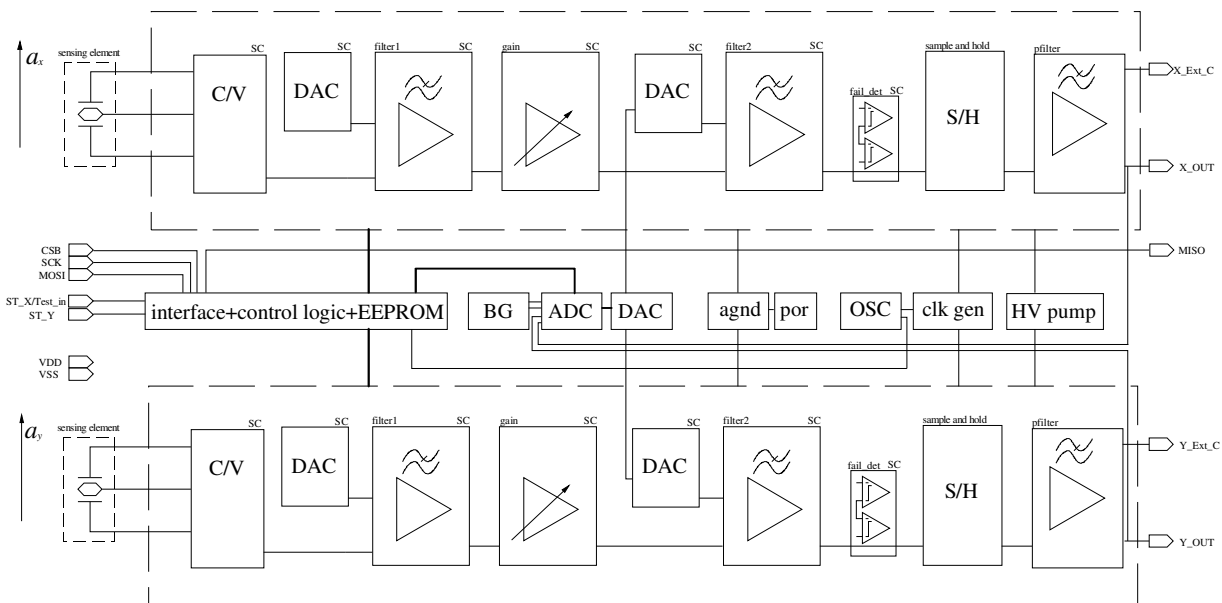 SC SC filter1 SC gain SC SC filter2 SC sample and hold pfilter
a_x sensing element
C/V DAC DAC fail_det SC S/H X_Ext_C
X_OUT
CSB MISO
SCK
MOSI
ST_X/Test_in
ST_Y
interface+control logic+EEPROM BG ADC DAC agnd por OSC clk gen HV pump
VDD
VSS
SC SC filter1 SC gain SC SC filter2 SC sample and hold pfilter
a_y sensing element
C/V DAC DAC fail_det SC S/H Y_Ext_C
Y_OUT